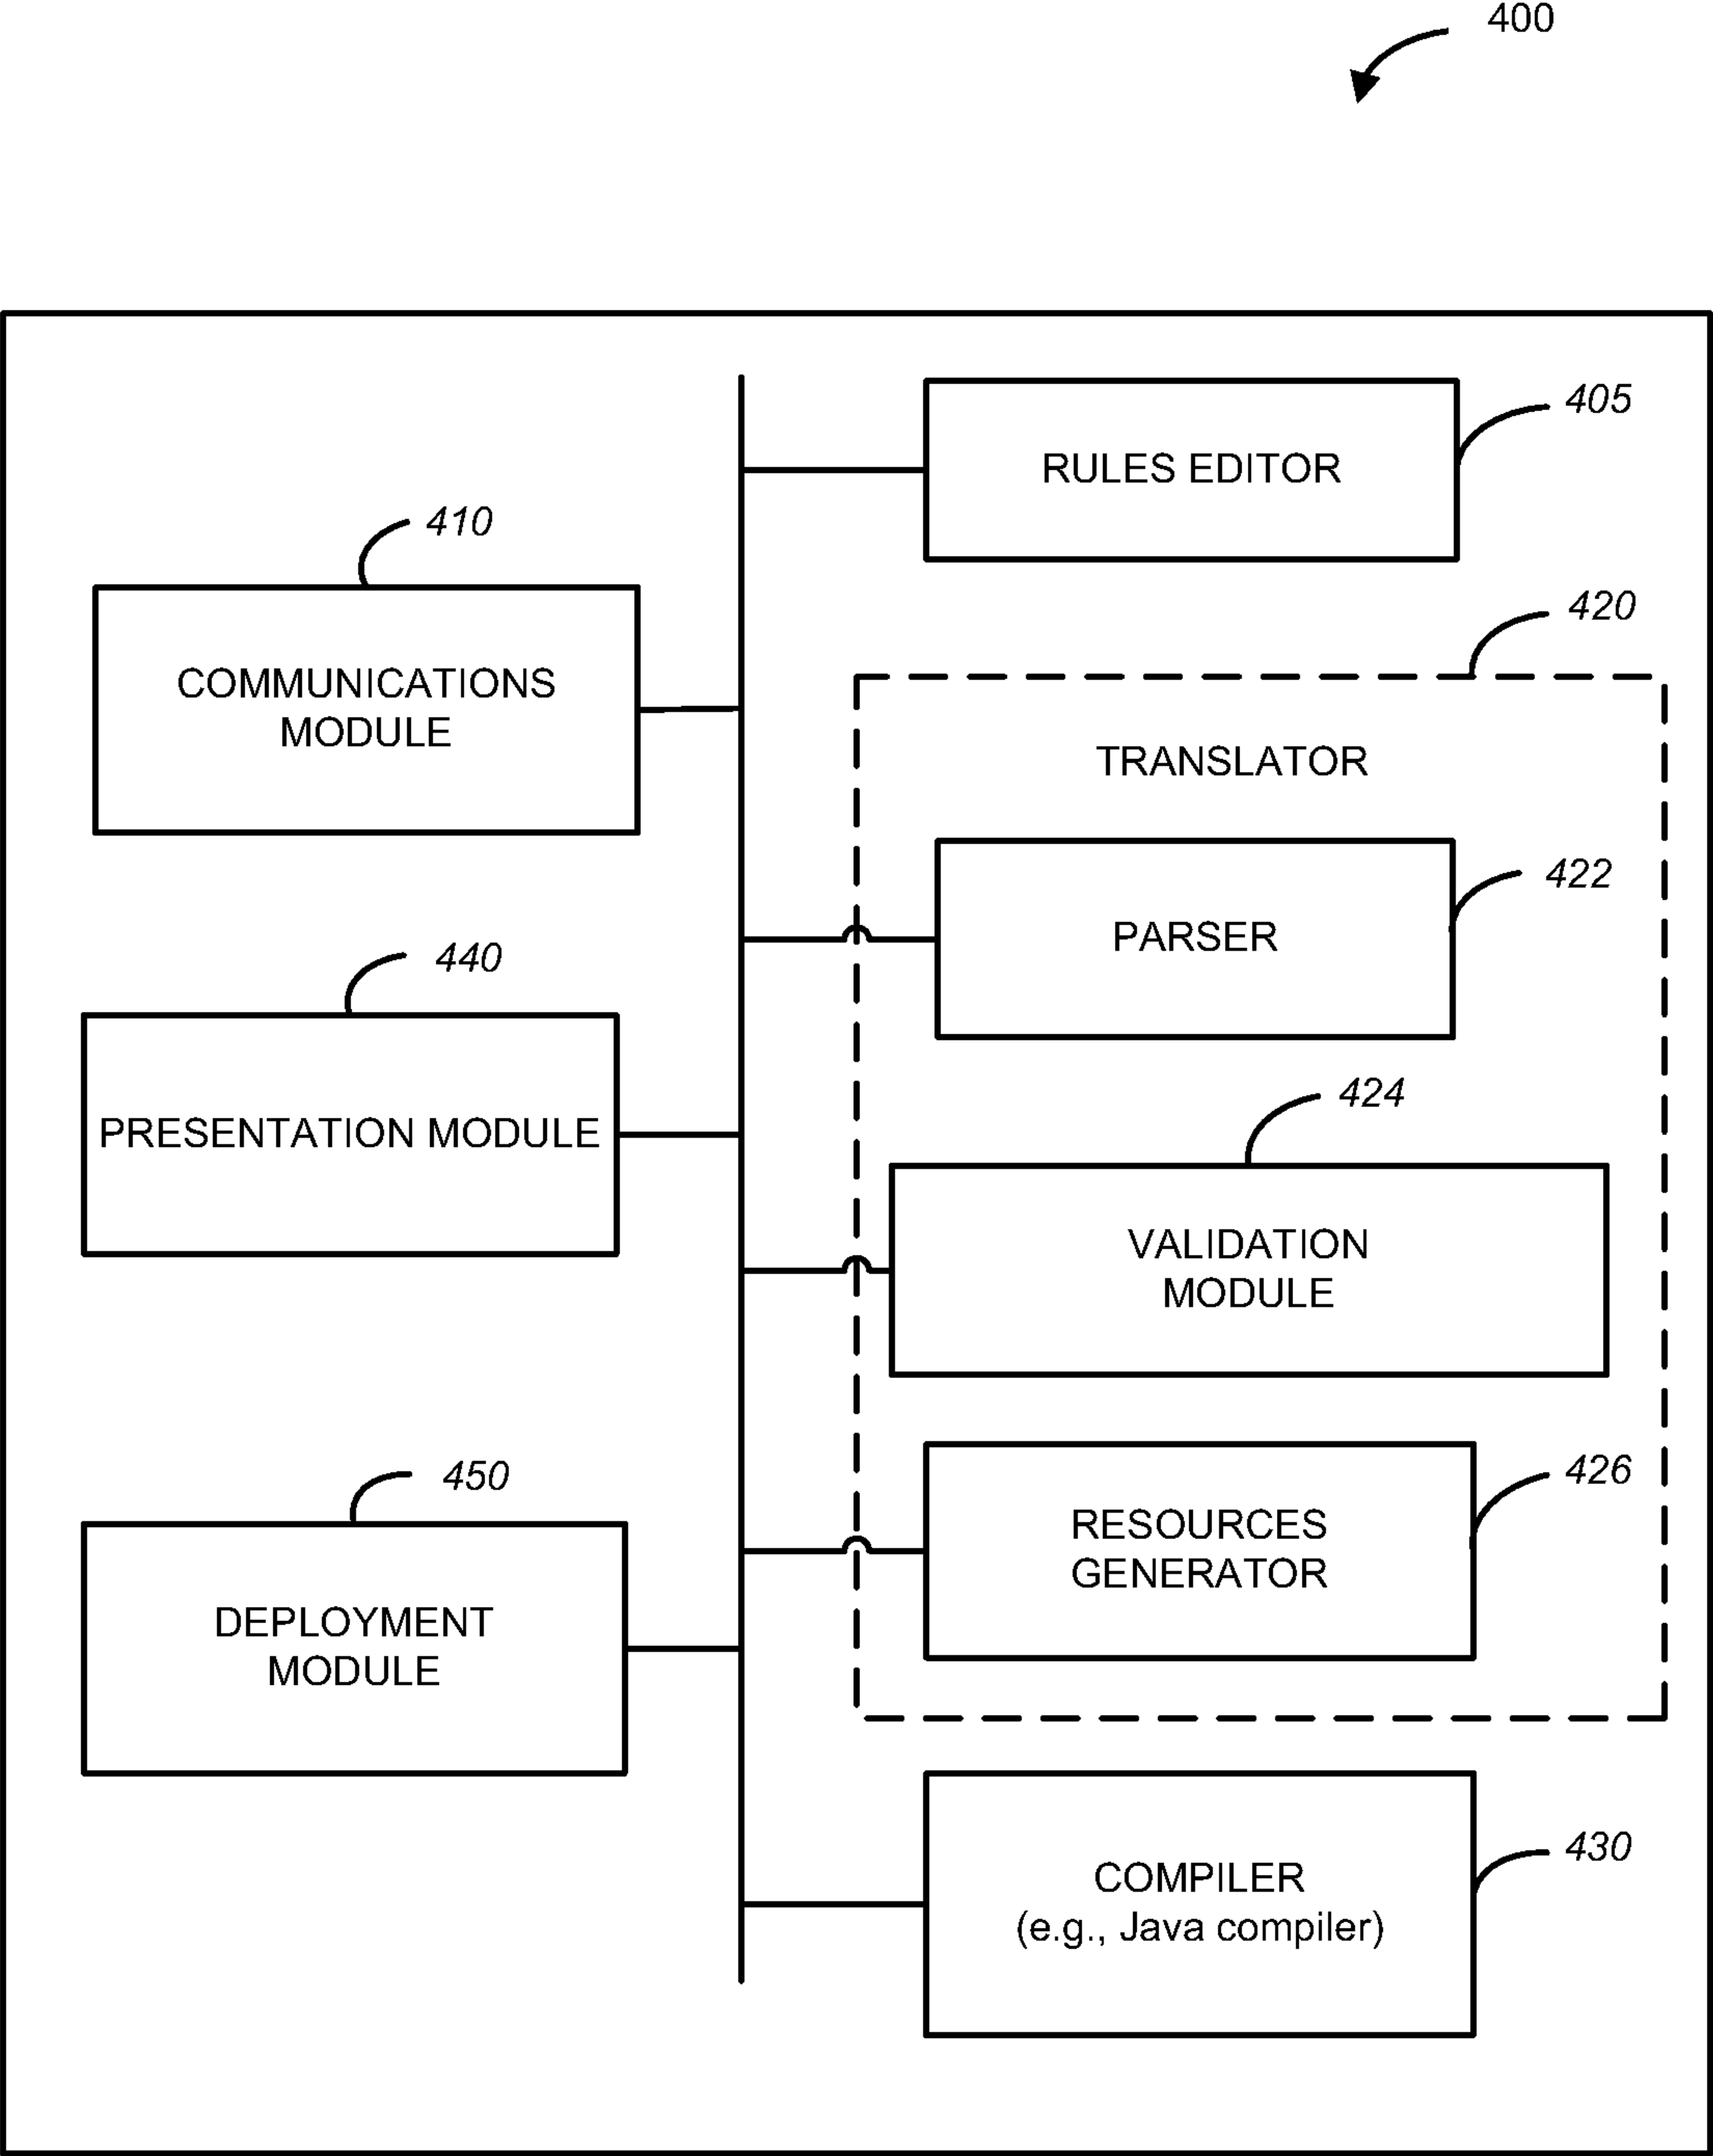 400
RULES EDITOR
405
410
COMMUNICATIONS
MODULE
420
TRANSLATOR
PARSER
422
440
PRESENTATION MODULE
424
VALIDATION
MODULE
450
DEPLOYMENT
MODULE
RESOURCES
GENERATOR
426
COMPILER
(e.g., Java compiler)
430